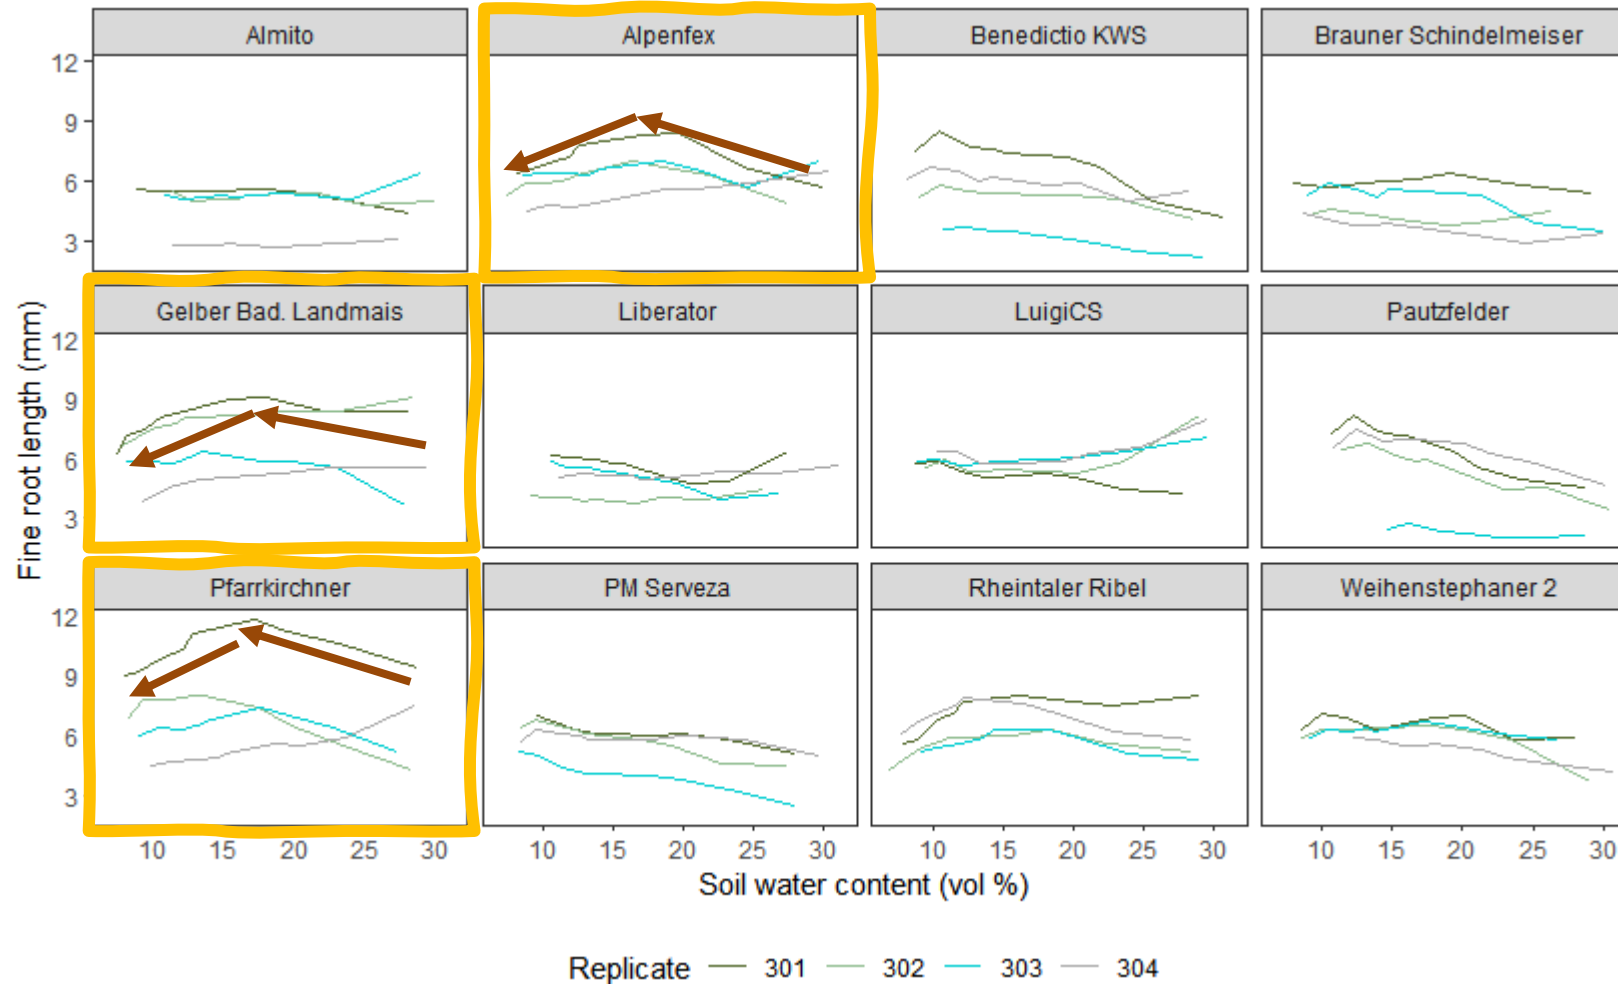 Almito Alpenfex Benedictio KWS Brauner Schindelmeiser
12
9
6
3
Gelber Bad. Landmais Liberator LuigiCS Pautzfelder
12
9
6
3
Fine root length (mm)
Pfarrkirchner PM Serveza Rheintaler Ribel Weihenstephaner 2
12
9
6
3
10 15 20 25 30 10 15 20 25 30 10 15 20 25 30 10 15 20 25 30
Soil water content (vol %)
Replicate 301 302 303 304